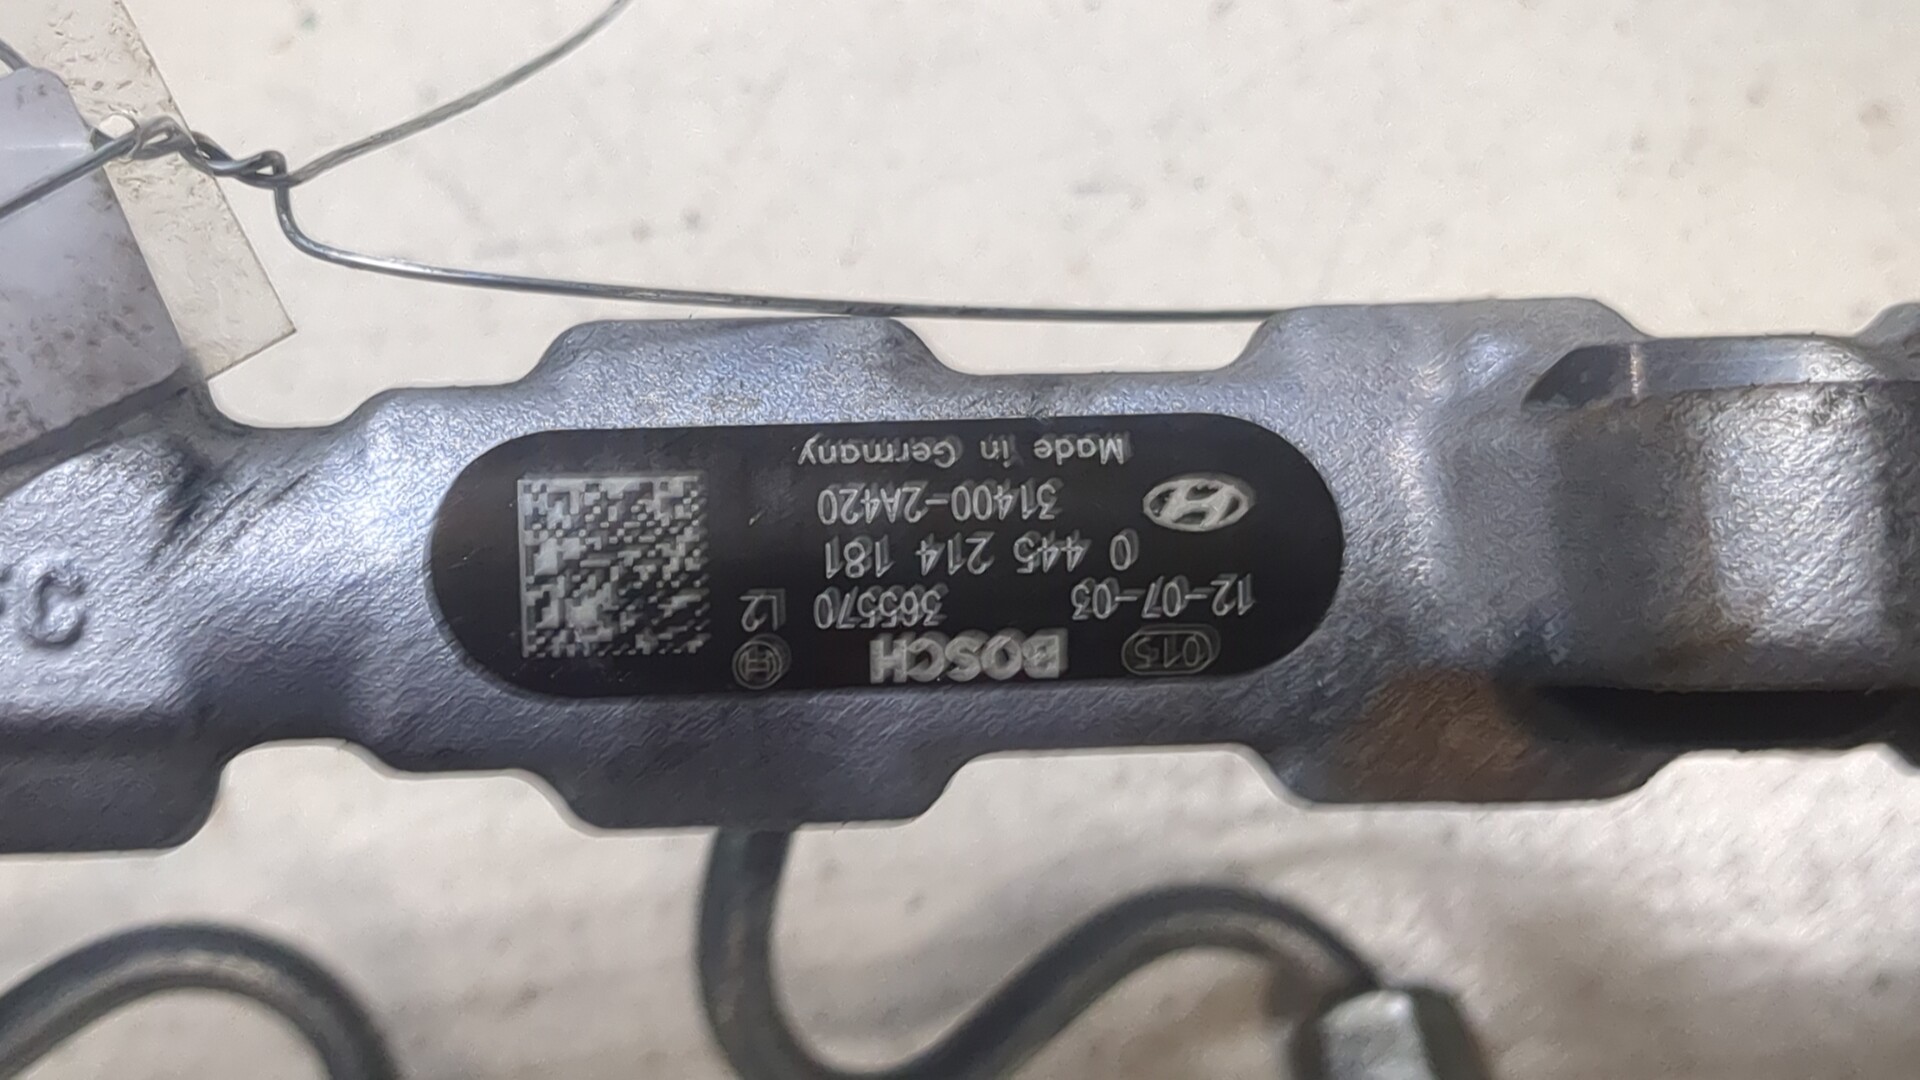 015 BOSCH
12-07-03 365570 L2
0 445 214 181
31400-2A420
Made in Germany